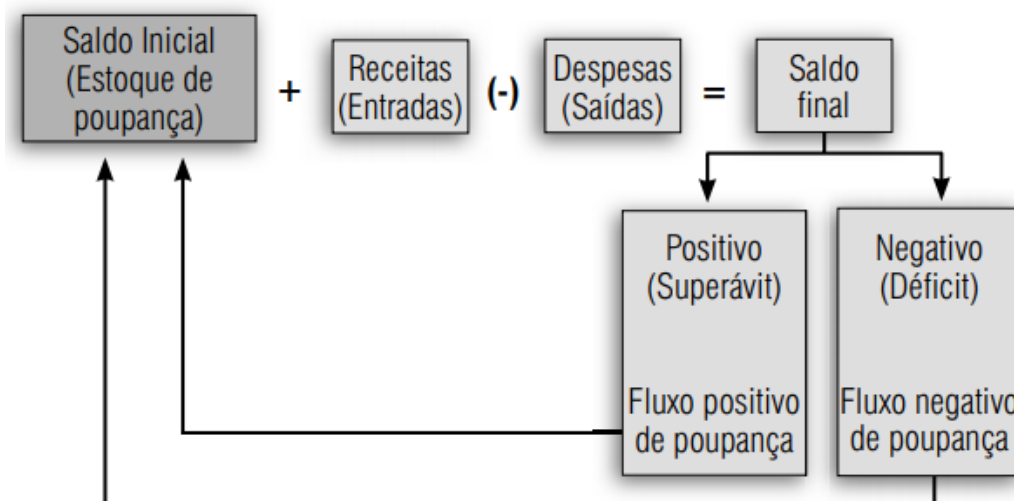 Saldo Inicial
(Estoque de
poupança)
+
Receitas
(Entradas)
(-)
Despesas
(Saídas)
=
Saldo
final
Positivo
(Superávit)
Fluxo positivo
de poupança
Negativo
(Déficit)
Fluxo negativo
de poupança